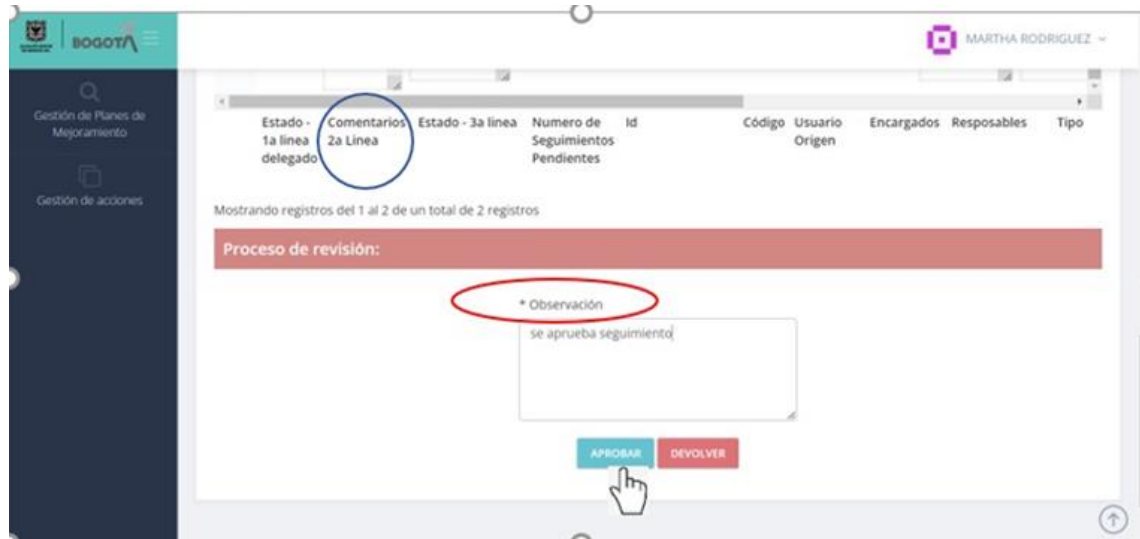 BOGOTÁ
MARTHA RODRIGUEZ
Gestión de Planes de
Mejoramiento
Gestión de acciones
Estado -
1a linea
delegado
Comentarios
2a Linea
Estado - 3a linea
Numero de
Seguimientos
Pendientes
Id
Código
Usuario
Origen
Encargados
Resposables
Tipo
Mostrando registros del 1 al 2 de un total de 2 registros
Proceso de revisión:
* Observación
se aprueba seguimiento
APROBAR
DEVOLVER